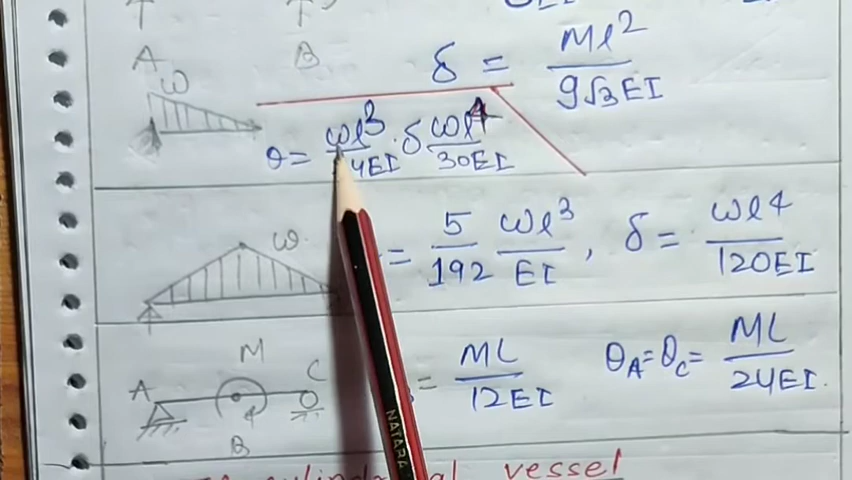 A B
δ = Ml²/9√3EI
ω
θ = ωl³/4EI . δ ωl⁴/30EI
ω
= 5/192 ωl³/EI , δ = ωl⁴/120EI
M
A C
= ML/12EI θA = θC = ML/24EI.
B
NATARA
vessel